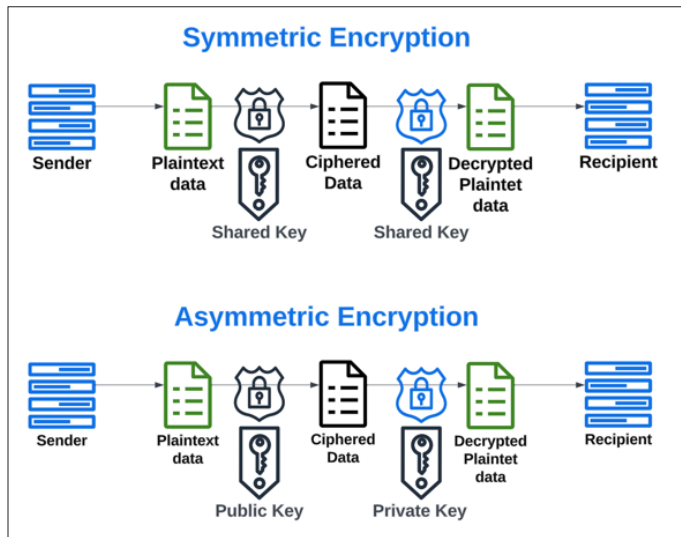 Symmetric Encryption
Sender
Plaintext
data
Ciphered
Data
Decrypted
Plaintet
data
Recipient
Shared Key
Shared Key
Asymmetric Encryption
Sender
Plaintext
data
Ciphered
Data
Decrypted
Plaintet
data
Recipient
Public Key
Private Key